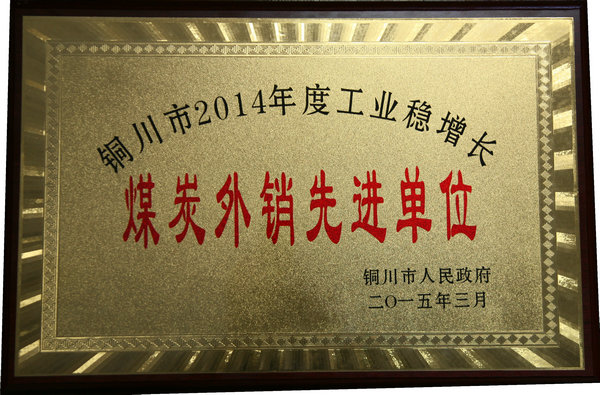 铜川市2014年度工业稳增长
煤炭外销先进单位
铜川市人民政府
二〇一五年三月